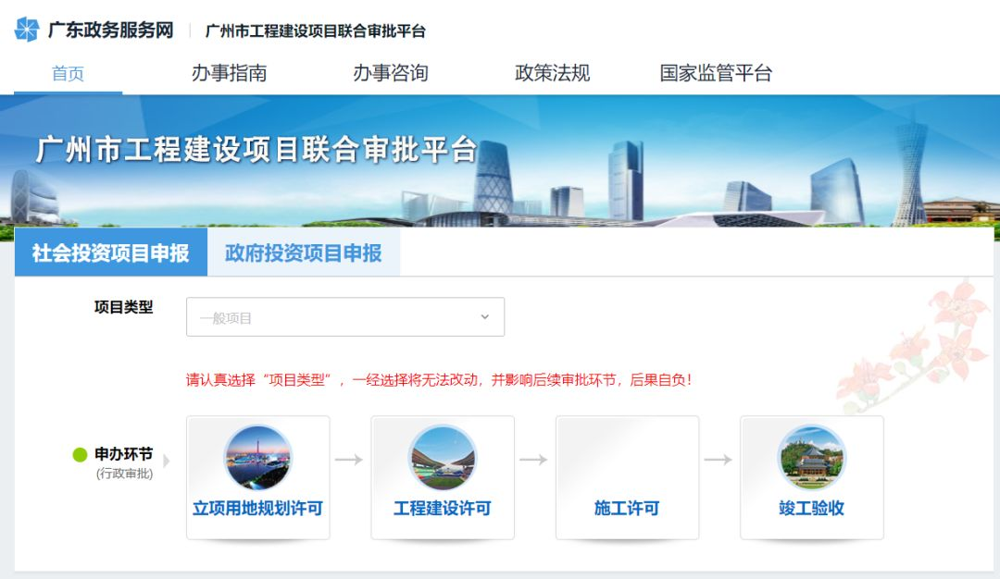 广东政务服务网 | 广州市工程建设项目联合审批平台
首页 办事指南 办事咨询 政策法规 国家监管平台
广州市工程建设项目联合审批平台
社会投资项目申报 政府投资项目申报
项目类型 一般项目
请认真选择“项目类型”，一经选择将无法改动，并影响后续审批环节，后果自负！
申办环节
(行政审批)
立项用地规划许可 工程建设许可 施工许可 竣工验收